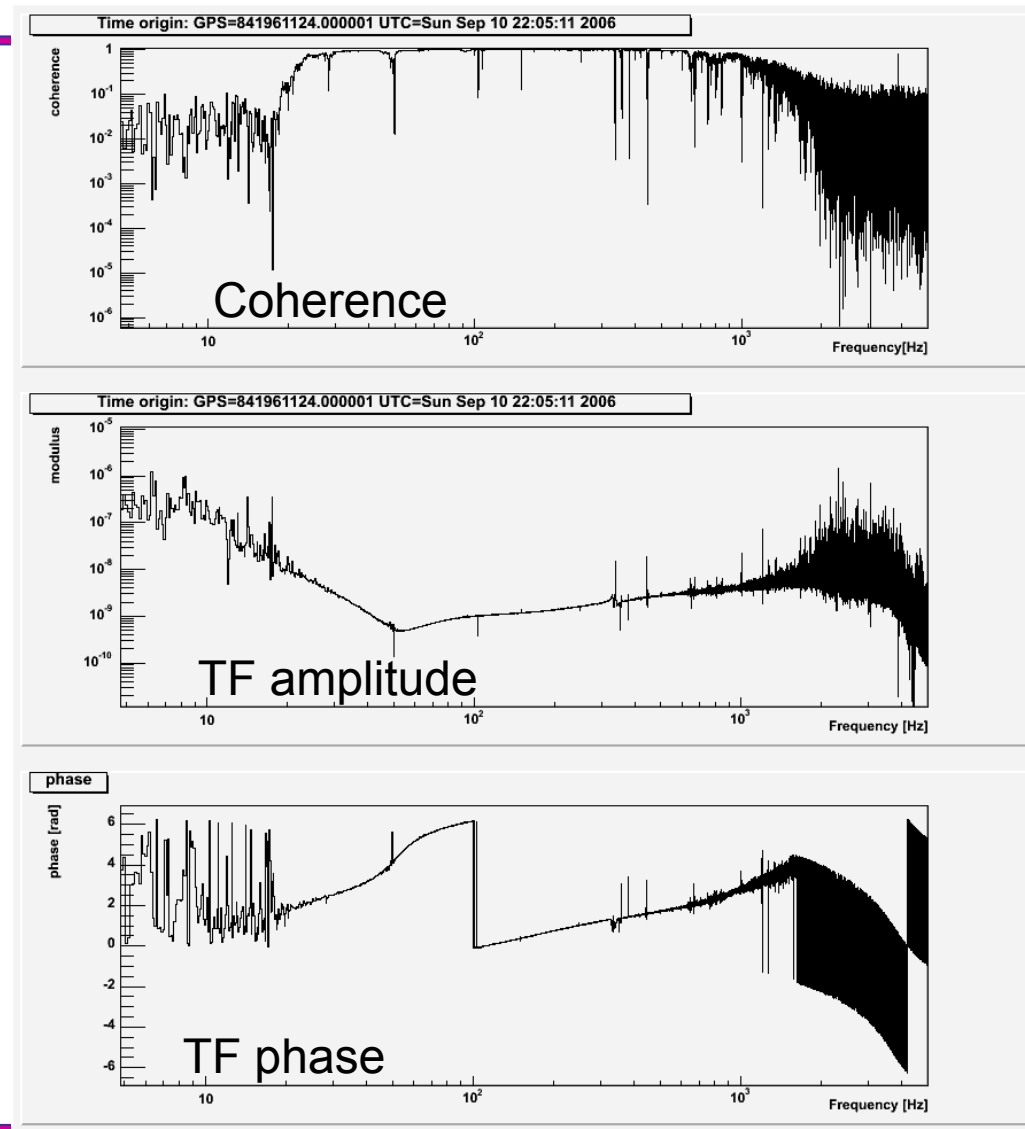 Time origin: GPS=841961124.000001 UTC=Sun Sep 10 22:05:11 2006
coherence
1
10⁻¹
10⁻²
10⁻³
10⁻⁴
10⁻⁵
10⁻⁶
Coherence
10
10²
10³
Frequency[Hz]
Time origin: GPS=841961124.000001 UTC=Sun Sep 10 22:05:11 2006
modulus
10⁻⁵
10⁻⁶
10⁻⁷
10⁻⁸
10⁻⁹
10⁻¹⁰
TF amplitude
10
10²
10³
Frequency [Hz]
phase
phase [rad]
6
4
2
0
-2
-4
-6
TF phase
10
10²
10³
Frequency [Hz]